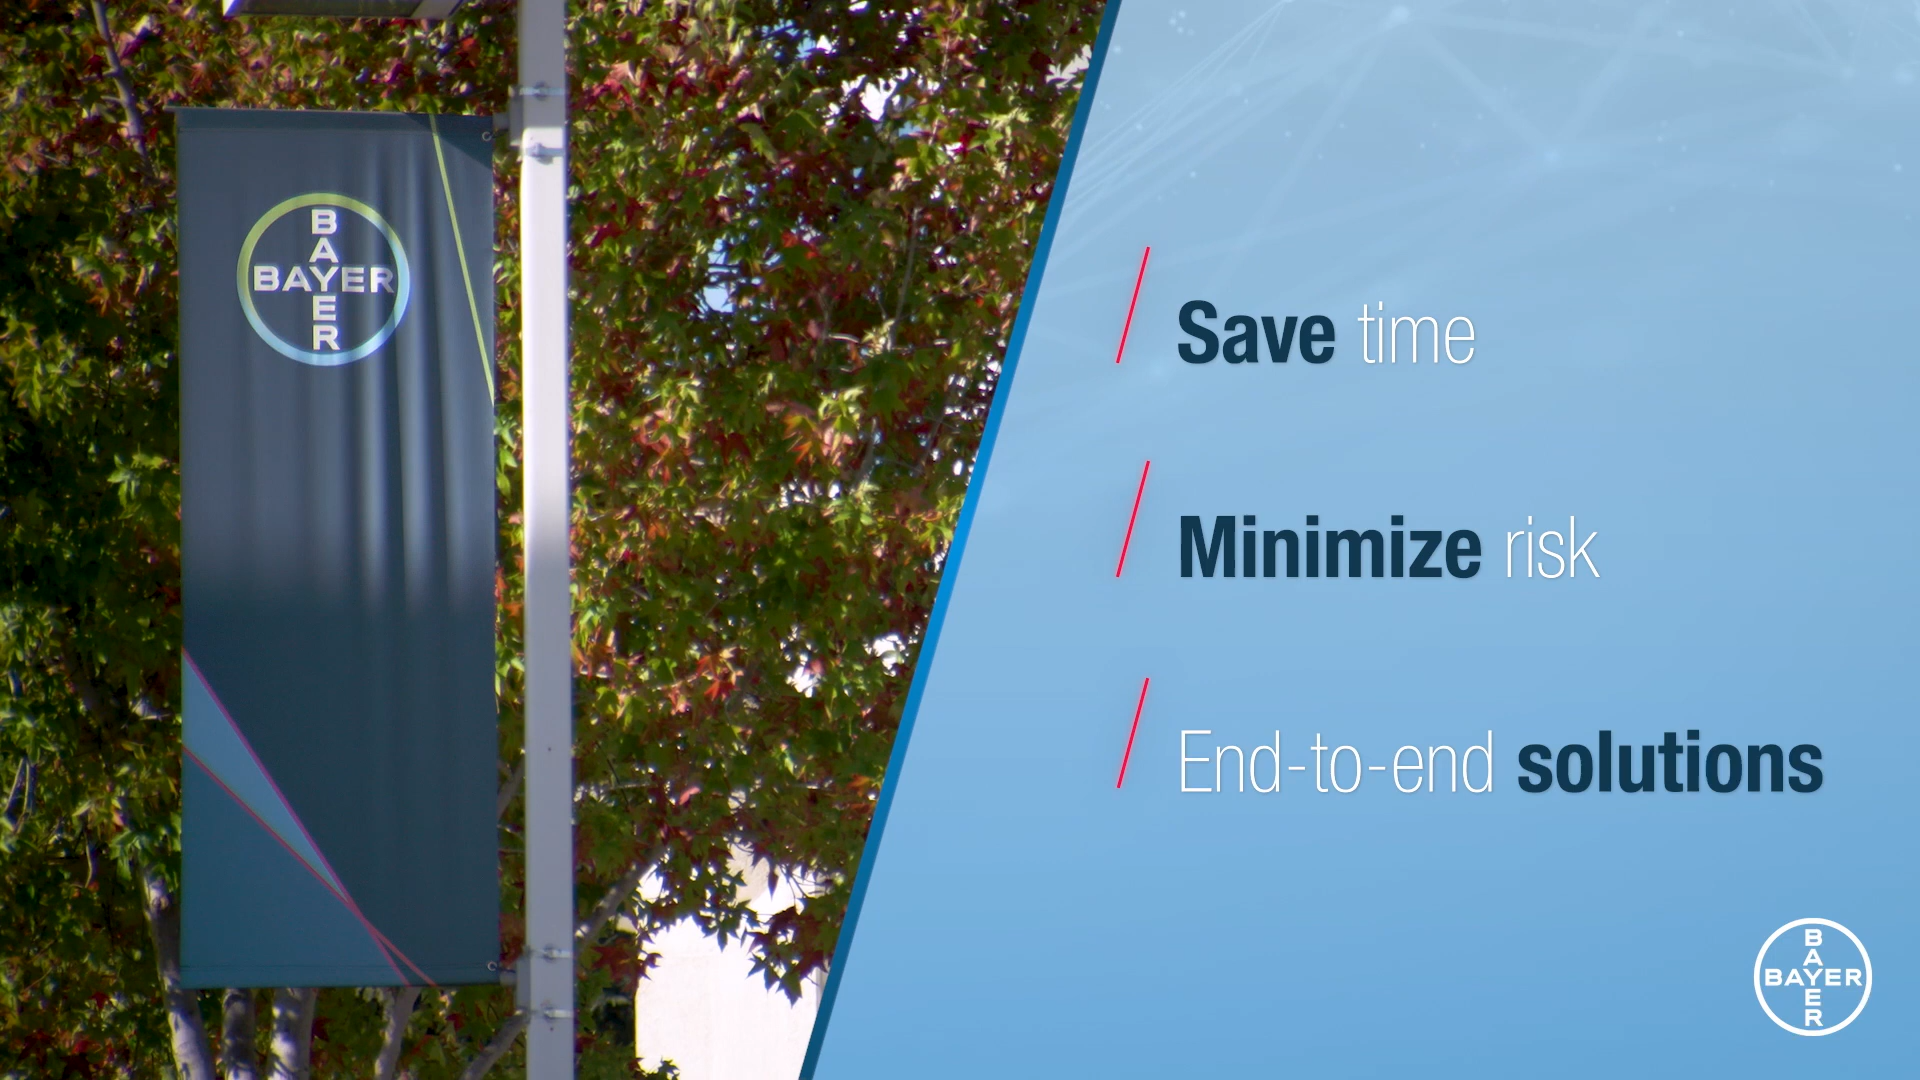 BAYER
BAYER
Save time
Minimize risk
End-to-end solutions
BAYER
BAYER